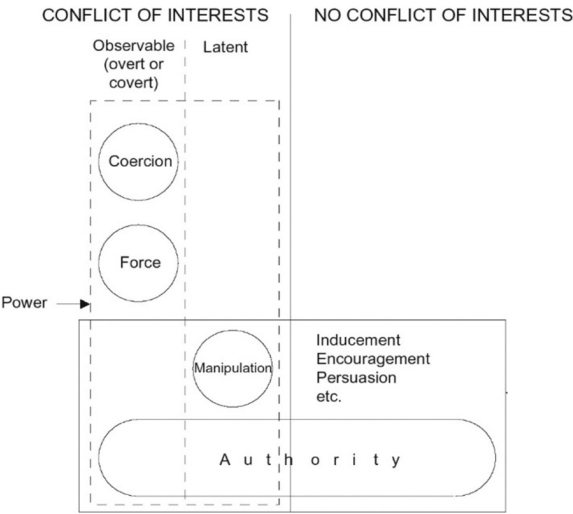 CONFLICT OF INTERESTS
NO CONFLICT OF INTERESTS
Observable
(overt or
covert)
Latent
Coercion
Force
Power
Manipulation
Inducement
Encouragement
Persuasion
etc.
A u t h o r i t y